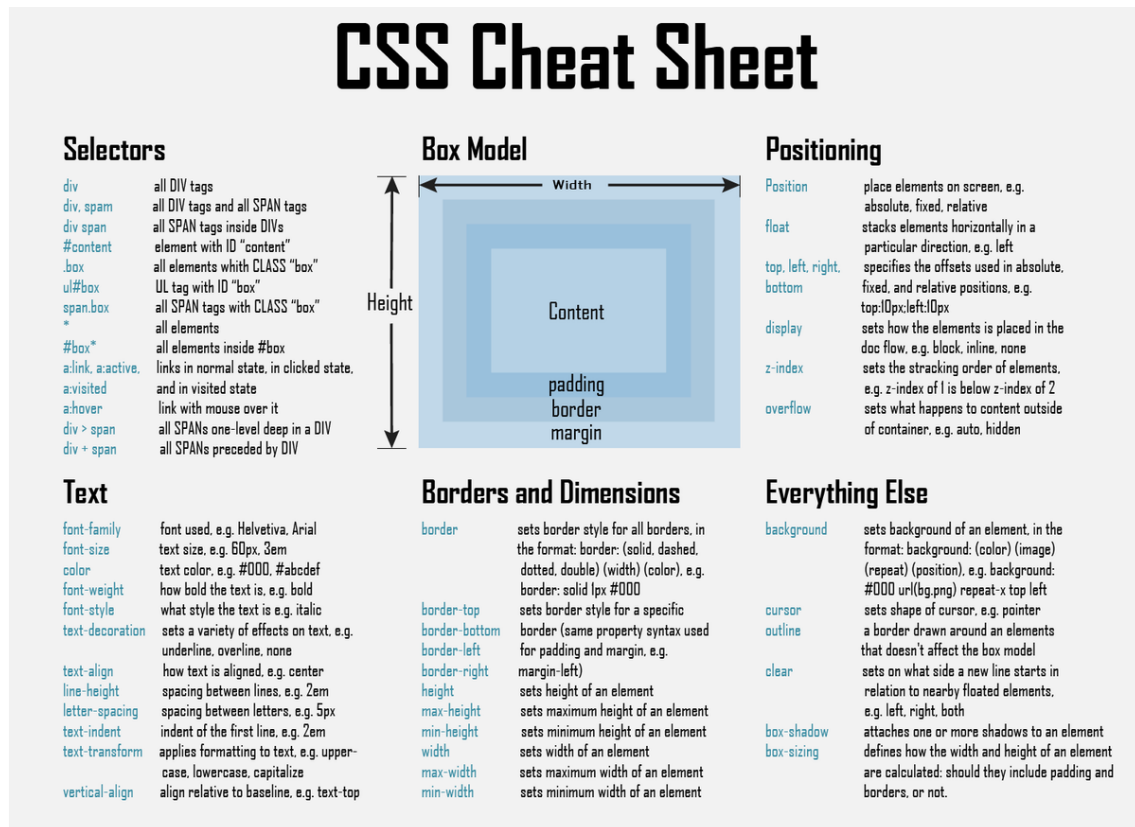 CSS Cheat Sheet
Selectors
div all DIV tags
div, spam all DIV tags and all SPAN tags
div span all SPAN tags inside DIVs
#content element with ID “content”
.box all elements whith CLASS “box”
ul#box UL tag with ID “box”
span.box all SPAN tags with CLASS “box”
* all elements
#box* all elements inside #box
a:link, a:active, links in normal state, in clicked state,
a:visited and in visited state
a:hover link with mouse over it
div > span all SPANs one-level deep in a DIV
div + span all SPANs preceded by DIV
Box Model
Width
Height
Content
padding
border
margin
Positioning
Position place elements on screen, e.g.
absolute, fixed, relative
float stacks elements horizontally in a
particular direction, e.g. left
top, left, right, specifies the offsets used in absolute,
bottom fixed, and relative positions, e.g.
top:10px;left:10px
display sets how the elements is placed in the
doc flow, e.g. block, inline, none
z-index sets the stracking order of elements,
e.g. z-index of 1 is below z-index of 2
overflow sets what happens to content outside
of container, e.g. auto, hidden
Text
font-family font used, e.g. Helvetiva, Arial
font-size text size, e.g. 60px, 3em
color text color, e.g. #000, #abcdef
font-weight how bold the text is, e.g. bold
font-style what style the text is e.g. italic
text-decoration sets a variety of effects on text, e.g.
underline, overline, none
text-align how text is aligned, e.g. center
line-height spacing between lines, e.g. 2em
letter-spacing spacing between letters, e.g. 5px
text-indent indent of the first line, e.g. 2em
text-transform applies formatting to text, e.g. upper-
case, lowercase, capitalize
vertical-align align relative to baseline, e.g. text-top
Borders and Dimensions
border sets border style for all borders, in
the format: border: (solid, dashed,
dotted, double) (width) (color), e.g.
border: solid 1px #000
border-top sets border style for a specific
border-bottom border (same property syntax used
border-left for padding and margin, e.g.
border-right margin-left)
height sets height of an element
max-height sets maximum height of an element
min-height sets minimum height of an element
width sets width of an element
max-width sets maximum width of an element
min-width sets minimum width of an element
Everything Else
background sets background of an element, in the
format: background: (color) (image)
(repeat) (position), e.g. background:
#000 url(bg.png) repeat-x top left
cursor sets shape of cursor, e.g. pointer
outline a border drawn around an elements
that doesn't affect the box model
clear sets on what side a new line starts in
relation to nearby floated elements,
e.g. left, right, both
box-shadow attaches one or more shadows to an element
box-sizing defines how the width and height of an element
are calculated: should they include padding and
borders, or not.